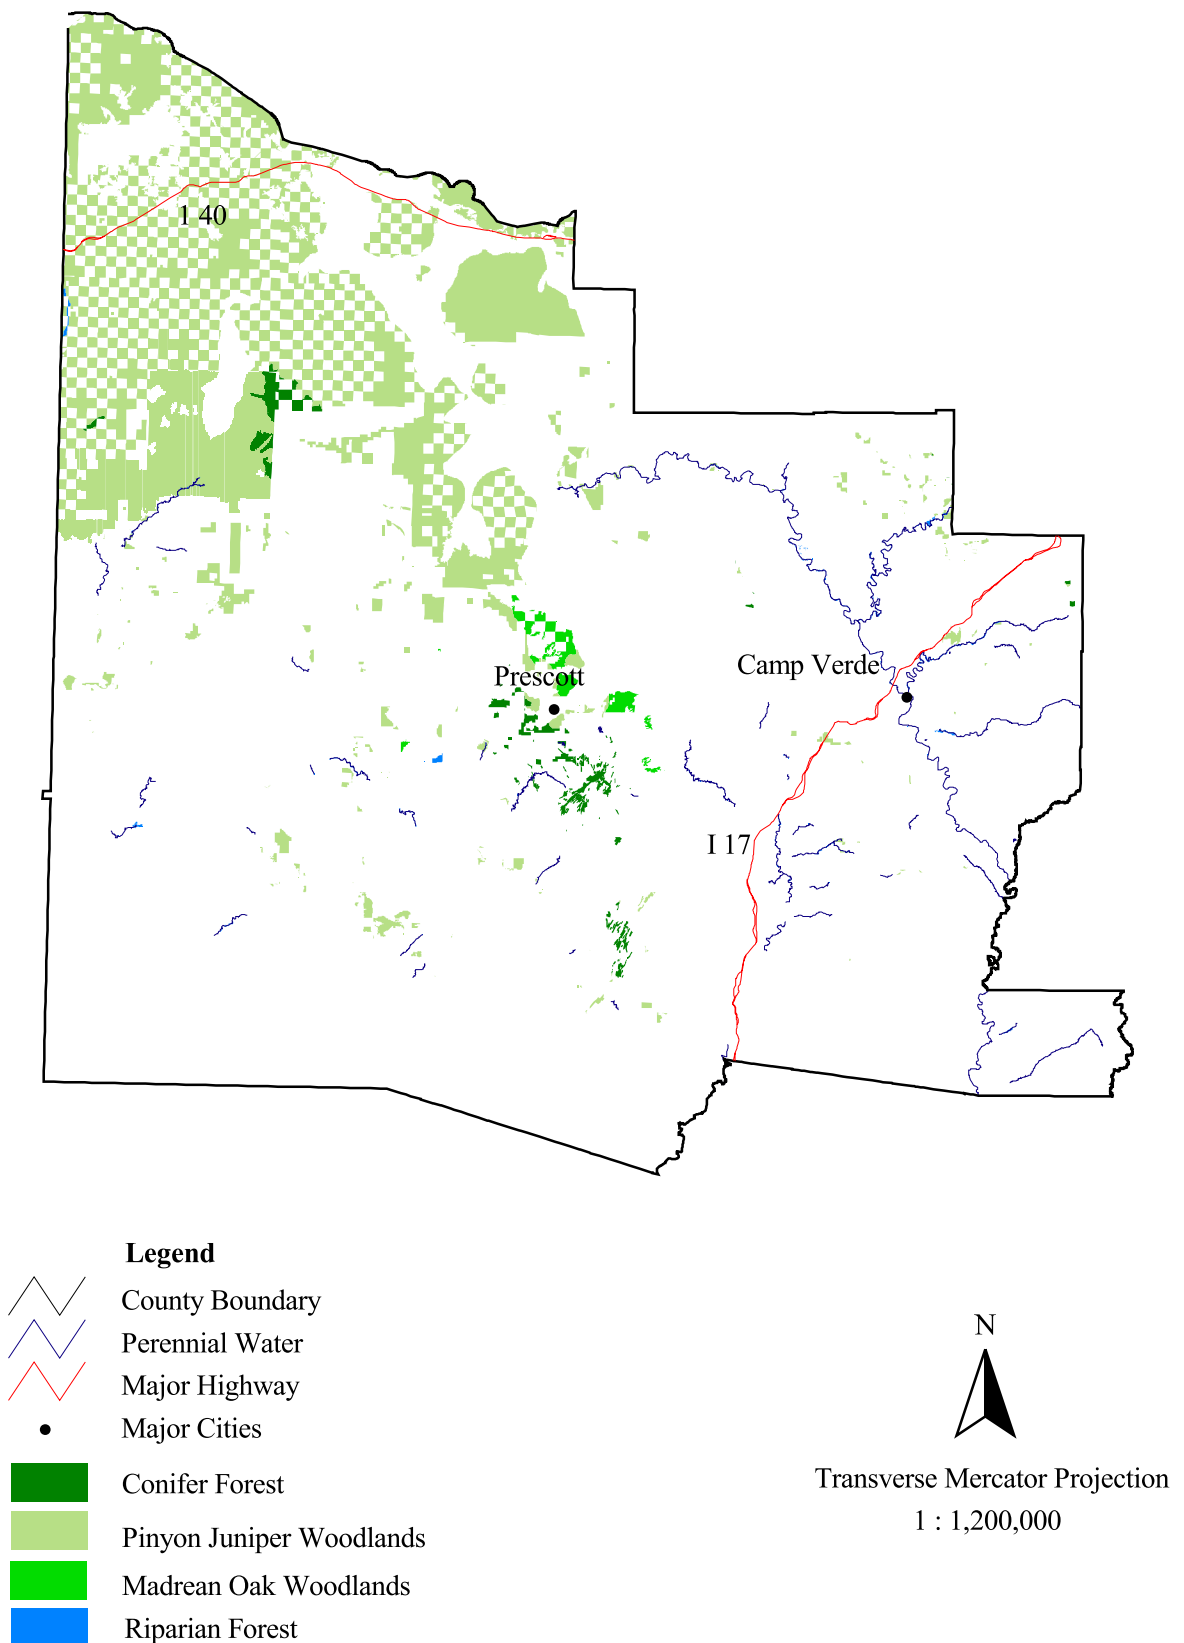 1 40
Prescott
Camp Verde
I 17
Legend
County Boundary
Perennial Water
Major Highway
Major Cities
Conifer Forest
Pinyon Juniper Woodlands
Madrean Oak Woodlands
Riparian Forest
N
Transverse Mercator Projection
1 : 1,200,000